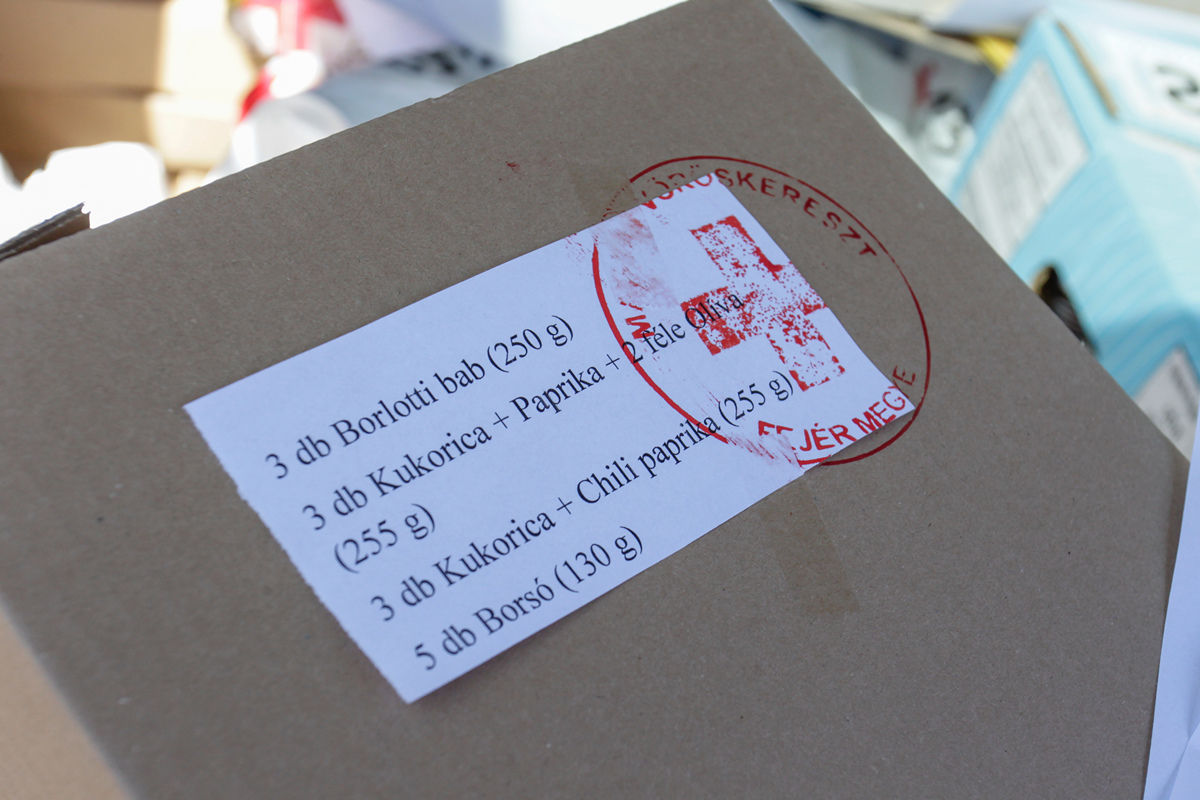 3 db Borlotti bab (250 g)
3 db Kukorica + Paprika + 2 féle Oliva
(255 g)
3 db Kukorica + Chili paprika (255 g)
5 db Borsó (130 g)
VÖRÖSKERESZT
FEJÉR MEGYE